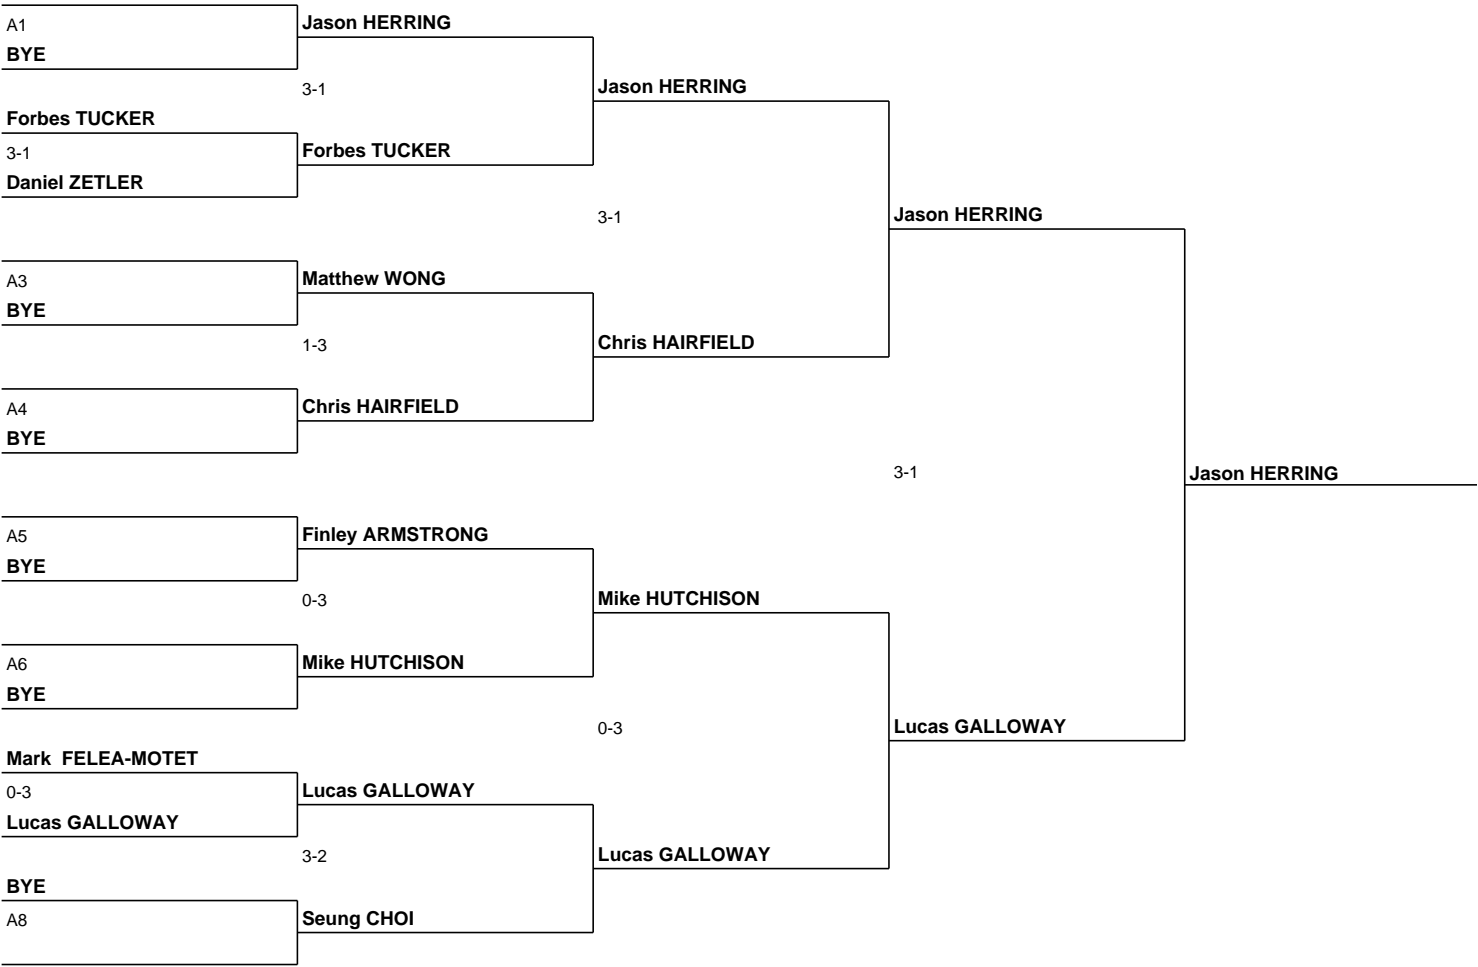 A1
BYE
Jason HERRING
3-1
Jason HERRING
Forbes TUCKER
3-1
Daniel ZETLER
Forbes TUCKER
3-1
Jason HERRING
A3
BYE
Matthew WONG
1-3
Chris HAIRFIELD
A4
BYE
Chris HAIRFIELD
3-1
Jason HERRING
A5
BYE
Finley ARMSTRONG
0-3
Mike HUTCHISON
A6
BYE
Mike HUTCHISON
0-3
Lucas GALLOWAY
Mark FELEA-MOTET
0-3
Lucas GALLOWAY
Lucas GALLOWAY
3-2
Lucas GALLOWAY
BYE
A8
Seung CHOI